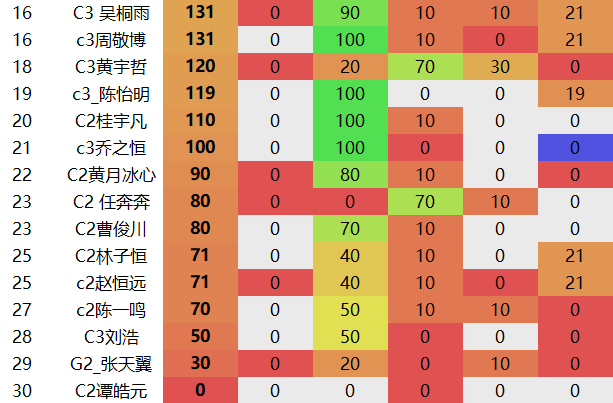 16 C3 吴桐雨 131 0 90 10 10 21
16 c3周敬博 131 0 100 10 0 21
18 C3黄宇哲 120 0 20 70 30 0
19 c3_陈怡明 119 0 100 0 0 19
20 C2桂宇凡 110 0 100 10 0 0
21 c3乔之恒 100 0 100 0 0 0
22 C2黄月冰心 90 0 80 10 0 0
23 C2 任奔奔 80 0 0 70 10 0
23 C2曹俊川 80 0 70 10 0 0
25 C2林子恒 71 0 40 10 0 21
25 c2赵恒远 71 0 40 10 0 21
27 c2陈一鸣 70 0 50 10 10 0
28 C3刘浩 50 0 50 0 0 0
29 G2_张天翼 30 0 20 0 10 0
30 C2谭皓元 0 0 0 0 0 0